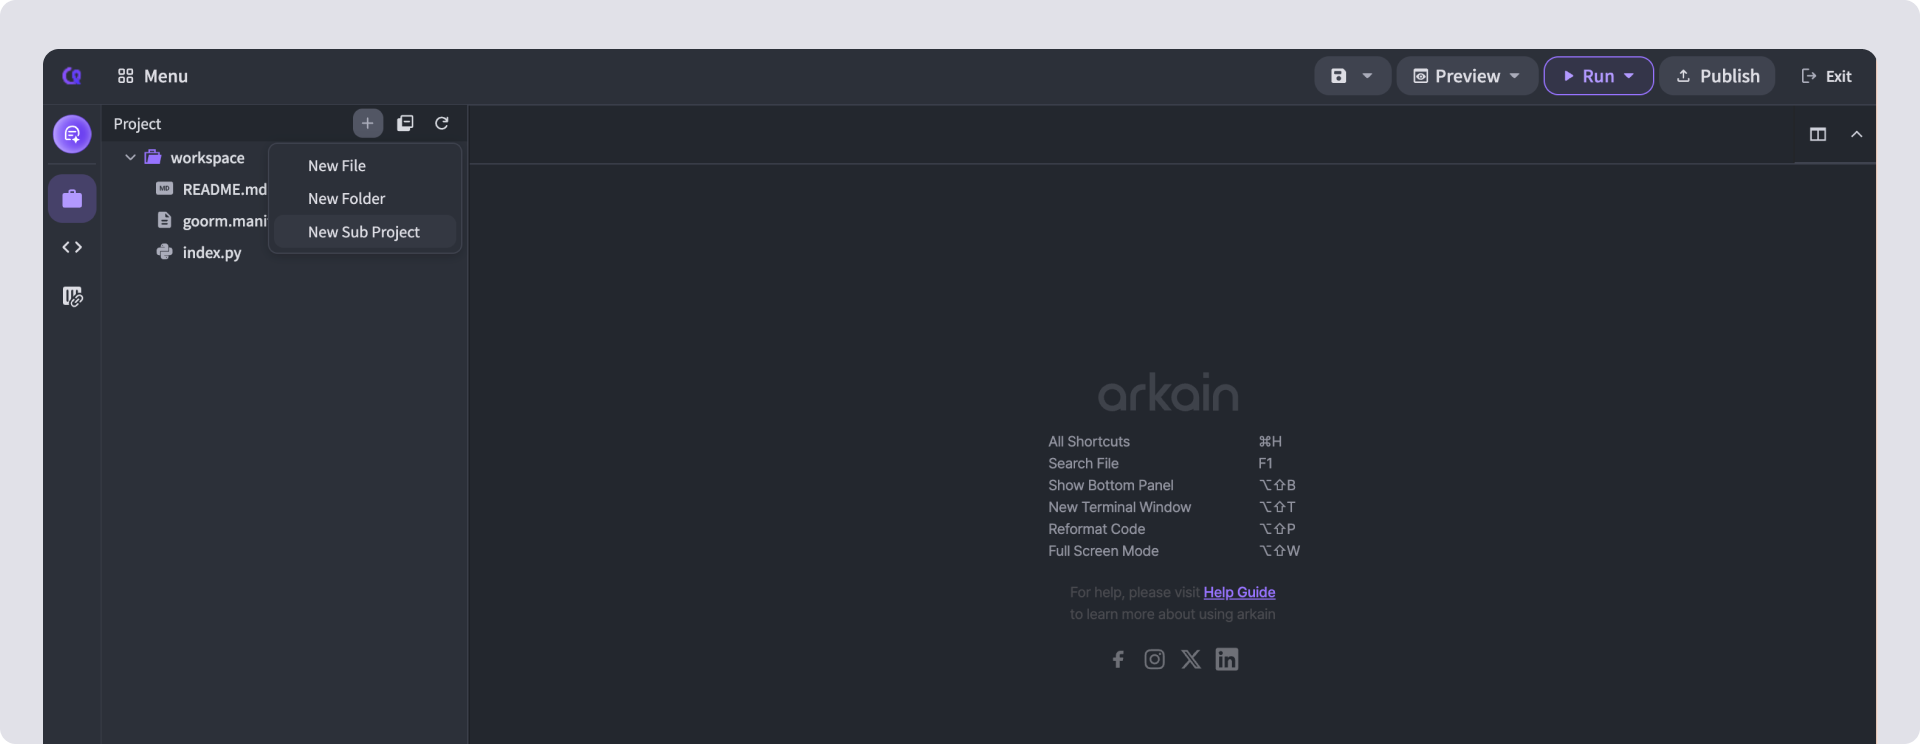 Menu
Preview
Run
Publish
Exit
Project
workspace
README.md
goorm.mani
index.py
New File
New Folder
New Sub Project
arkain
All Shortcuts ⌘H
Search File F1
Show Bottom Panel ⌥⇧B
New Terminal Window ⌥⇧T
Reformat Code ⌥⇧P
Full Screen Mode ⌥⇧W
For help, please visit Help Guide
to learn more about using arkain